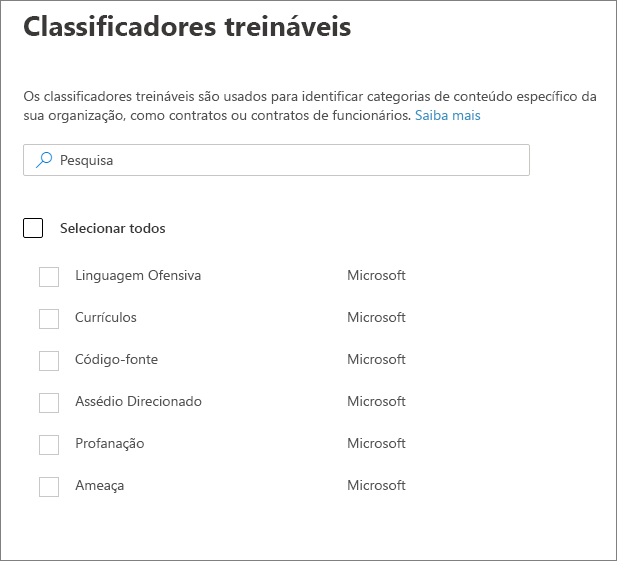 Classificadores treináveis
Os classificadores treináveis são usados para identificar categorias de conteúdo específico da
sua organização, como contratos ou contratos de funcionários. Saiba mais
Pesquisa
Selecionar todos
Linguagem Ofensiva Microsoft
Currículos Microsoft
Código-fonte Microsoft
Assédio Direcionado Microsoft
Profanação Microsoft
Ameaça Microsoft